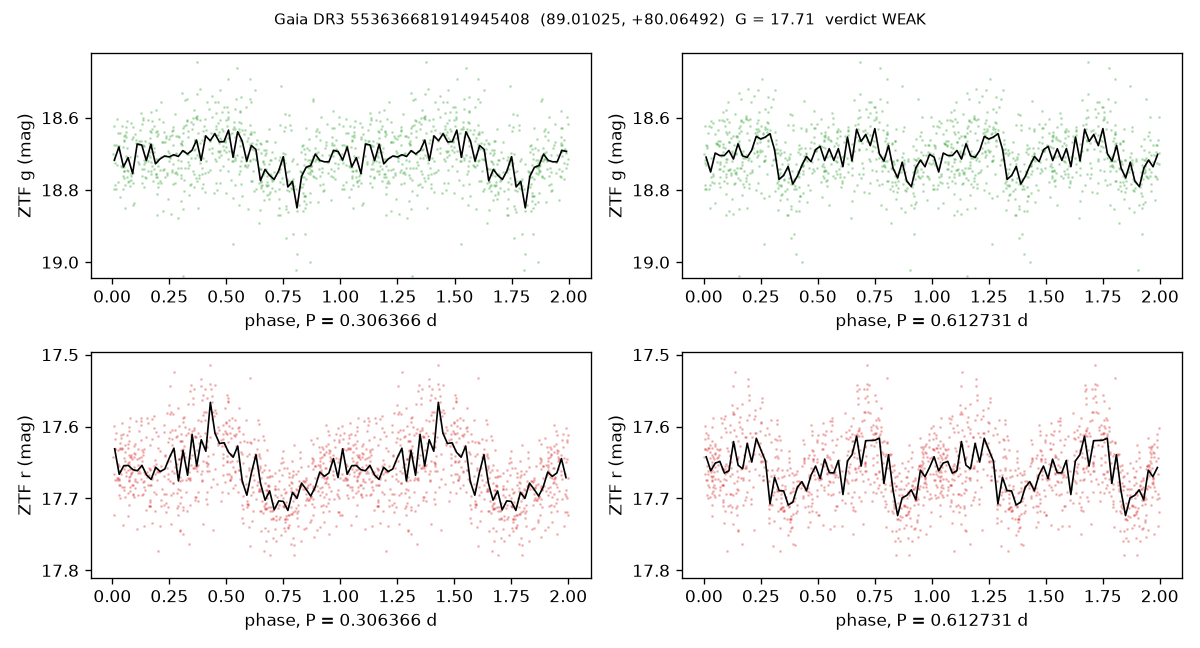 Gaia DR3 553636681914945408 (89.01025, +80.06492) G = 17.71 verdict WEAK
ZTF g (mag)
18.6
18.8
19.0
0.00 0.25 0.50 0.75 1.00 1.25 1.50 1.75 2.00
phase, P = 0.306366 d
ZTF g (mag)
18.6
18.8
19.0
0.00 0.25 0.50 0.75 1.00 1.25 1.50 1.75 2.00
phase, P = 0.612731 d
ZTF r (mag)
17.5
17.6
17.7
17.8
0.00 0.25 0.50 0.75 1.00 1.25 1.50 1.75 2.00
phase, P = 0.306366 d
ZTF r (mag)
17.5
17.6
17.7
17.8
0.00 0.25 0.50 0.75 1.00 1.25 1.50 1.75 2.00
phase, P = 0.612731 d